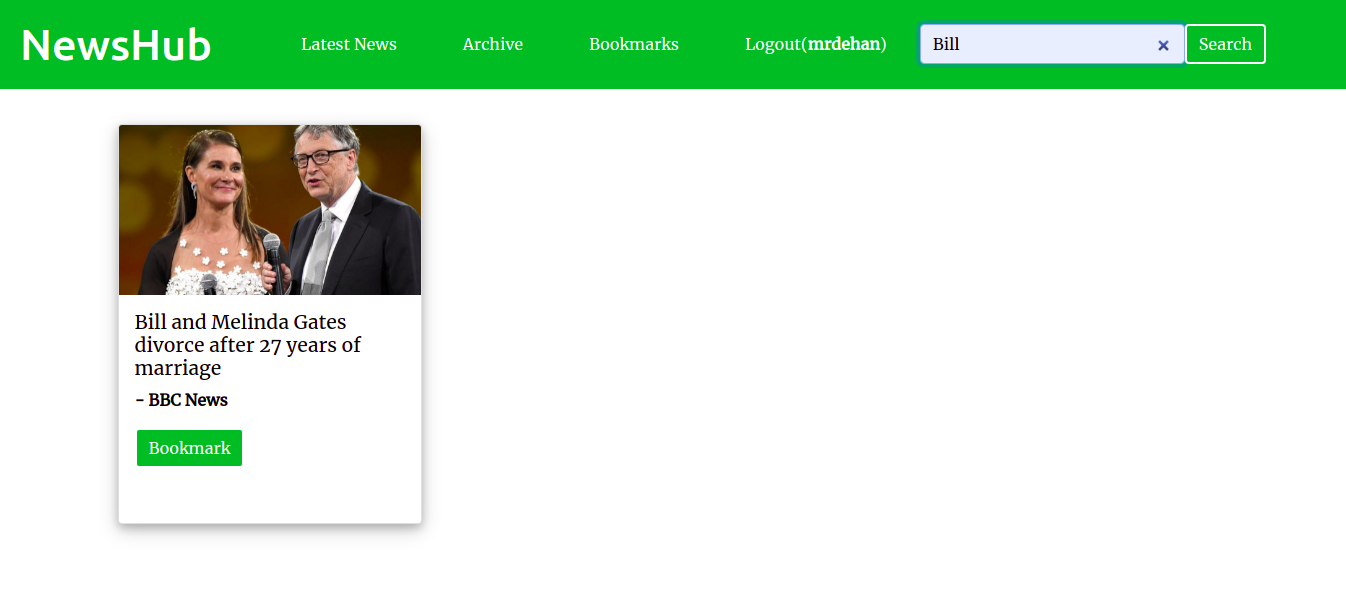 NewsHub Latest News Archive Bookmarks Logout(mrdehan) Bill × Search
Bill and Melinda Gates
divorce after 27 years of
marriage
- BBC News
Bookmark